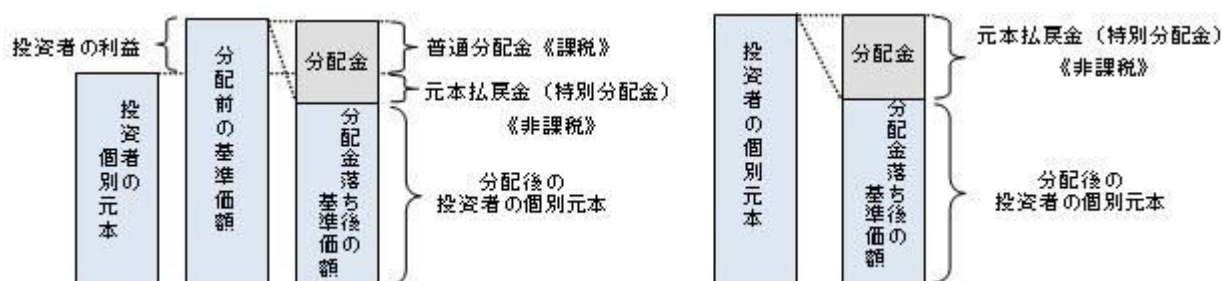 投資者の利益
投資者の
個別元本
分配前の基準価額
分配金
分配金落ち後の
基準価額
普通分配金《課税》
元本払戻金(特別分配金)
《非課税》
分配後の
投資者の個別元本
投資者の個別元本
分配金
分配金落ち後の
基準価額
元本払戻金(特別分配金)
《非課税》
分配後の
投資者の個別元本